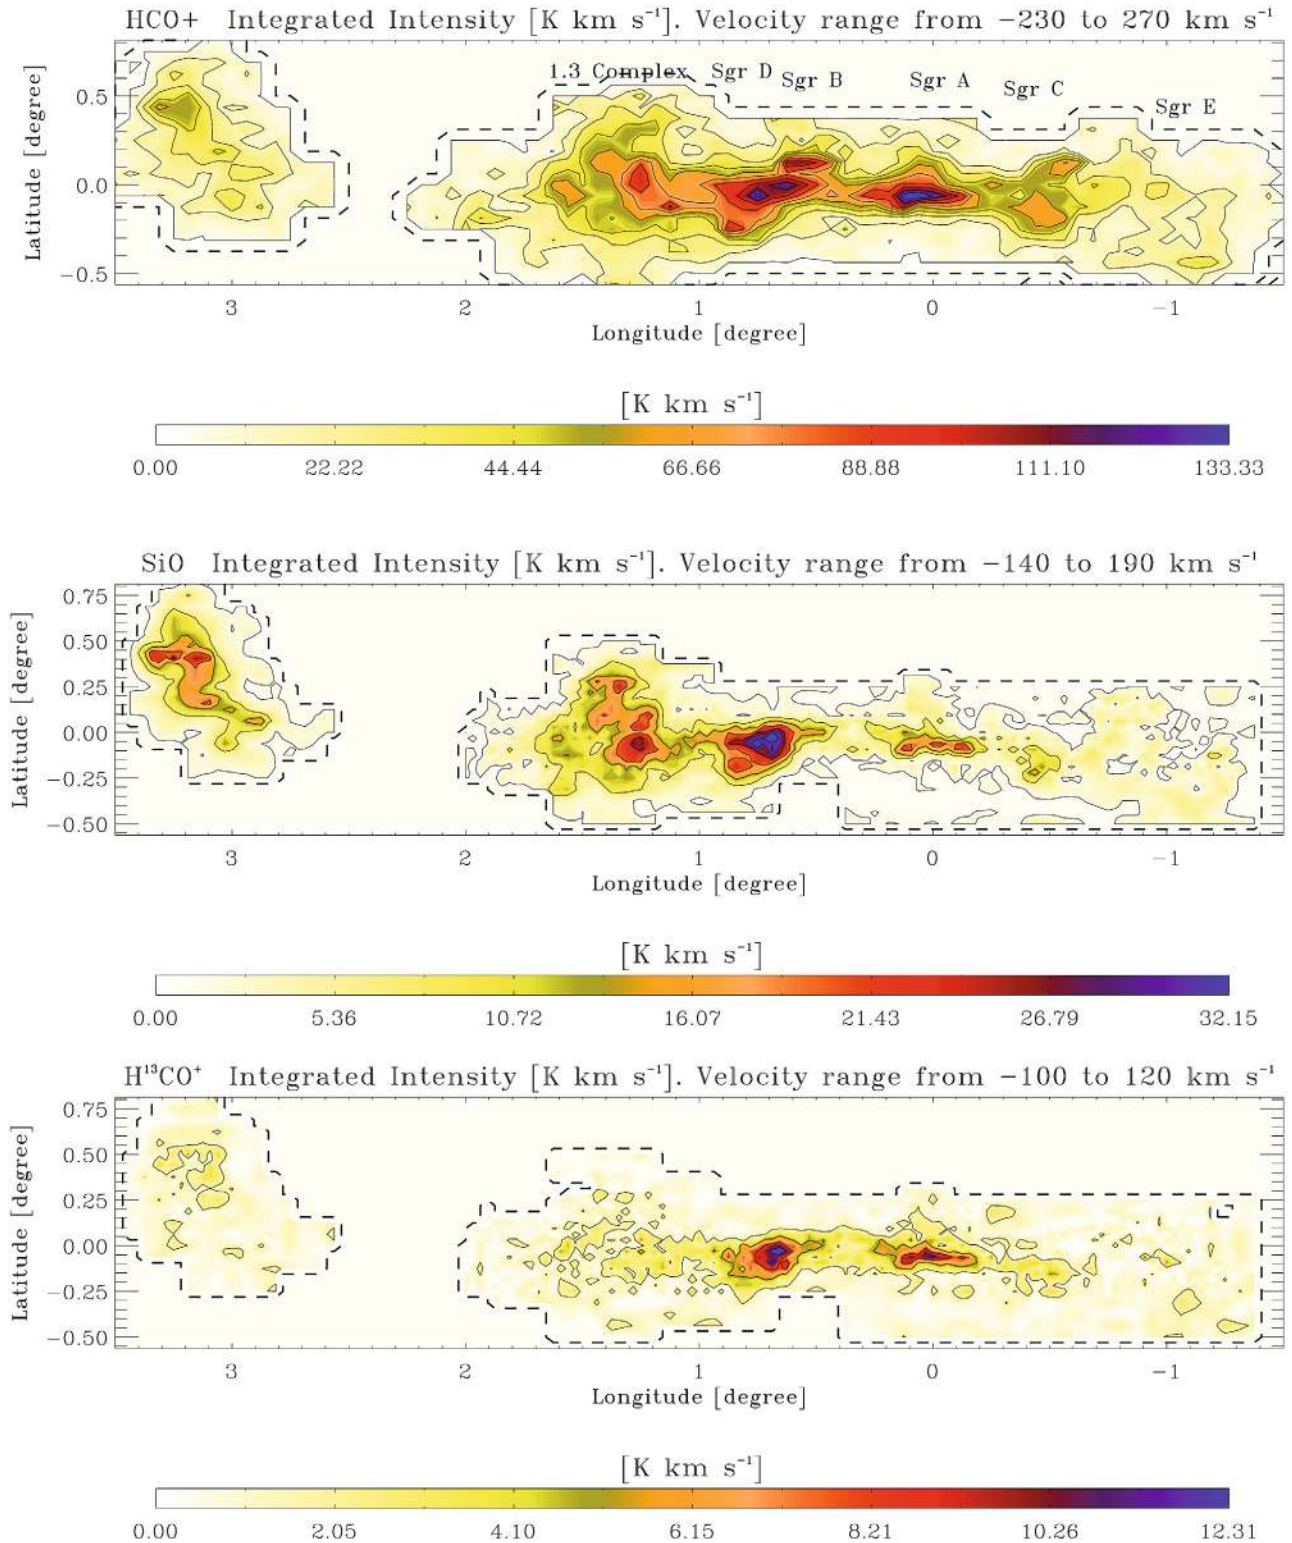 HCO+ Integrated Intensity [K km s⁻¹]. Velocity range from −230 to 270 km s⁻¹
1.3 Complex Sgr D Sgr B Sgr A Sgr C Sgr E
Latitude [degree]
0.5
0.0
−0.5
3 2 1 0 −1
Longitude [degree]
[K km s⁻¹]
0.00 22.22 44.44 66.66 88.88 111.10 133.33
SiO Integrated Intensity [K km s⁻¹]. Velocity range from −140 to 190 km s⁻¹
Latitude [degree]
0.75
0.50
0.25
0.00
−0.25
−0.50
3 2 1 0 −1
Longitude [degree]
[K km s⁻¹]
0.00 5.36 10.72 16.07 21.43 26.79 32.15
H¹³CO⁺ Integrated Intensity [K km s⁻¹]. Velocity range from −100 to 120 km s⁻¹
Latitude [degree]
0.75
0.50
0.25
0.00
−0.25
−0.50
3 2 1 0 −1
Longitude [degree]
[K km s⁻¹]
0.00 2.05 4.10 6.15 8.21 10.26 12.31